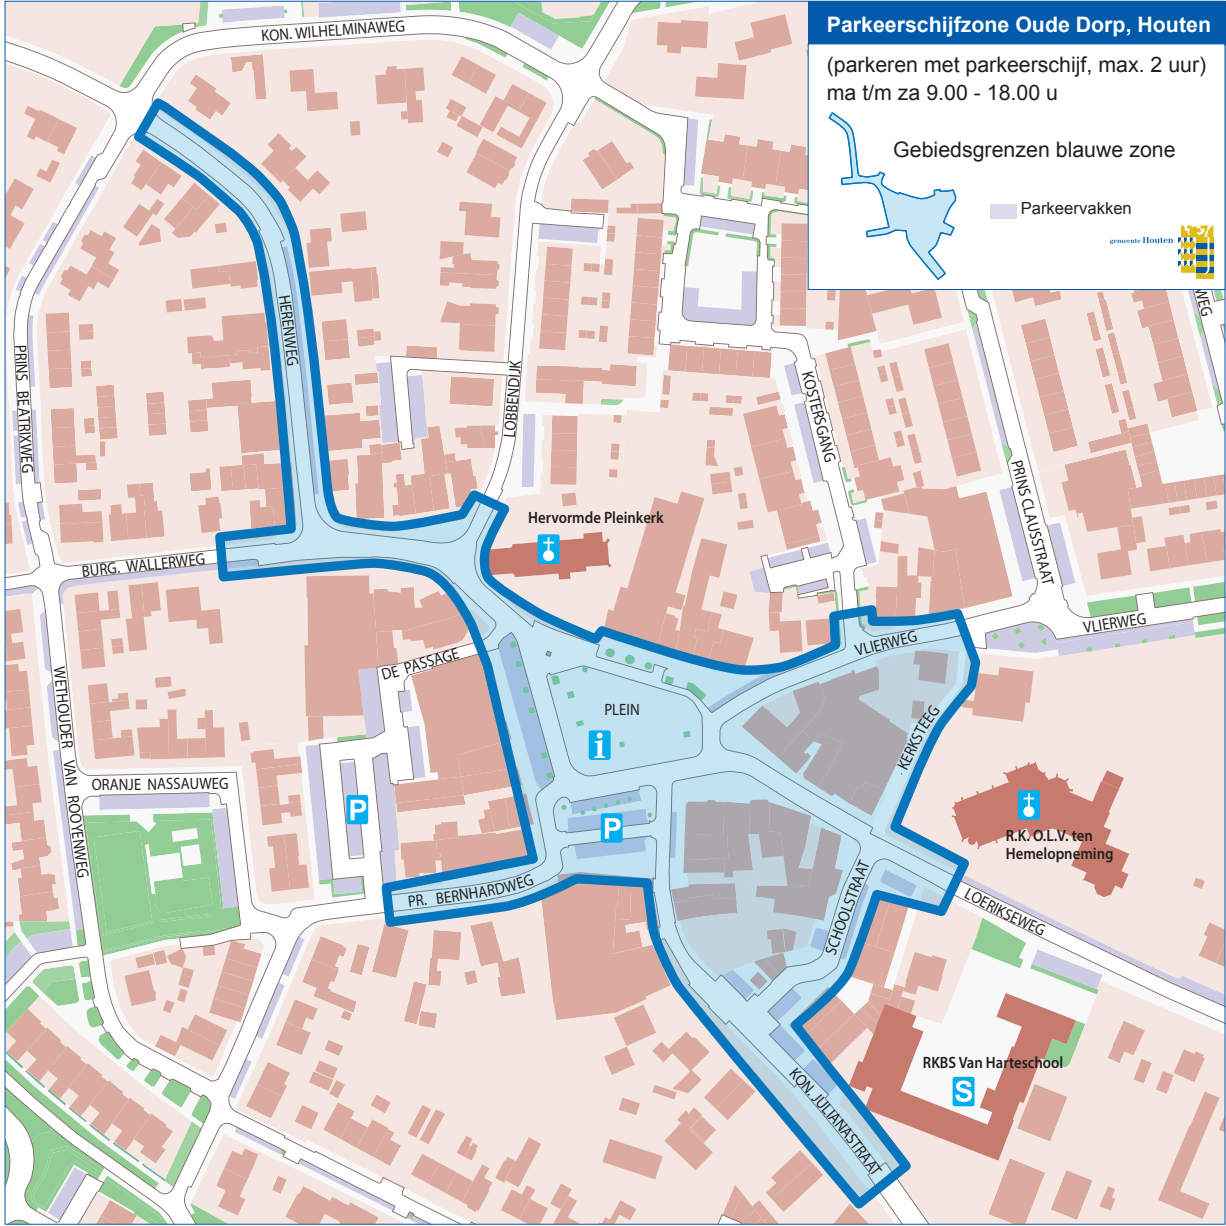 Parkeerschijfzone Oude Dorp, Houten
(parkeren met parkeerschijf, max. 2 uur)
ma t/m za 9.00 - 18.00 u
Gebiedsgrenzen blauwe zone
Parkeervakken
gemeente Houten
KON. WILHELMINAWEG
HERENWEG
PRINS BEATRIXWEG
LOBBENDIJK
KOSTERSGANG
WEG
PRINS CLAUSSTRAAT
Hervormde Pleinkerk
BURG. WALLERWEG
VLIERWEG
VLIERWEG
DE PASSAGE
PLEIN
i
KERKSTEEG
WETHOUDER VAN ROOYENWEG
ORANJE NASSAUWEG
P
P
R.K. O.L.V. ten
Hemelopneming
PR. BERNHARDWEG
SCHOOLSTRAAT
LOERIKSEWEG
RKBS Van Harteschool
S
KON. JULIANASTRAAT